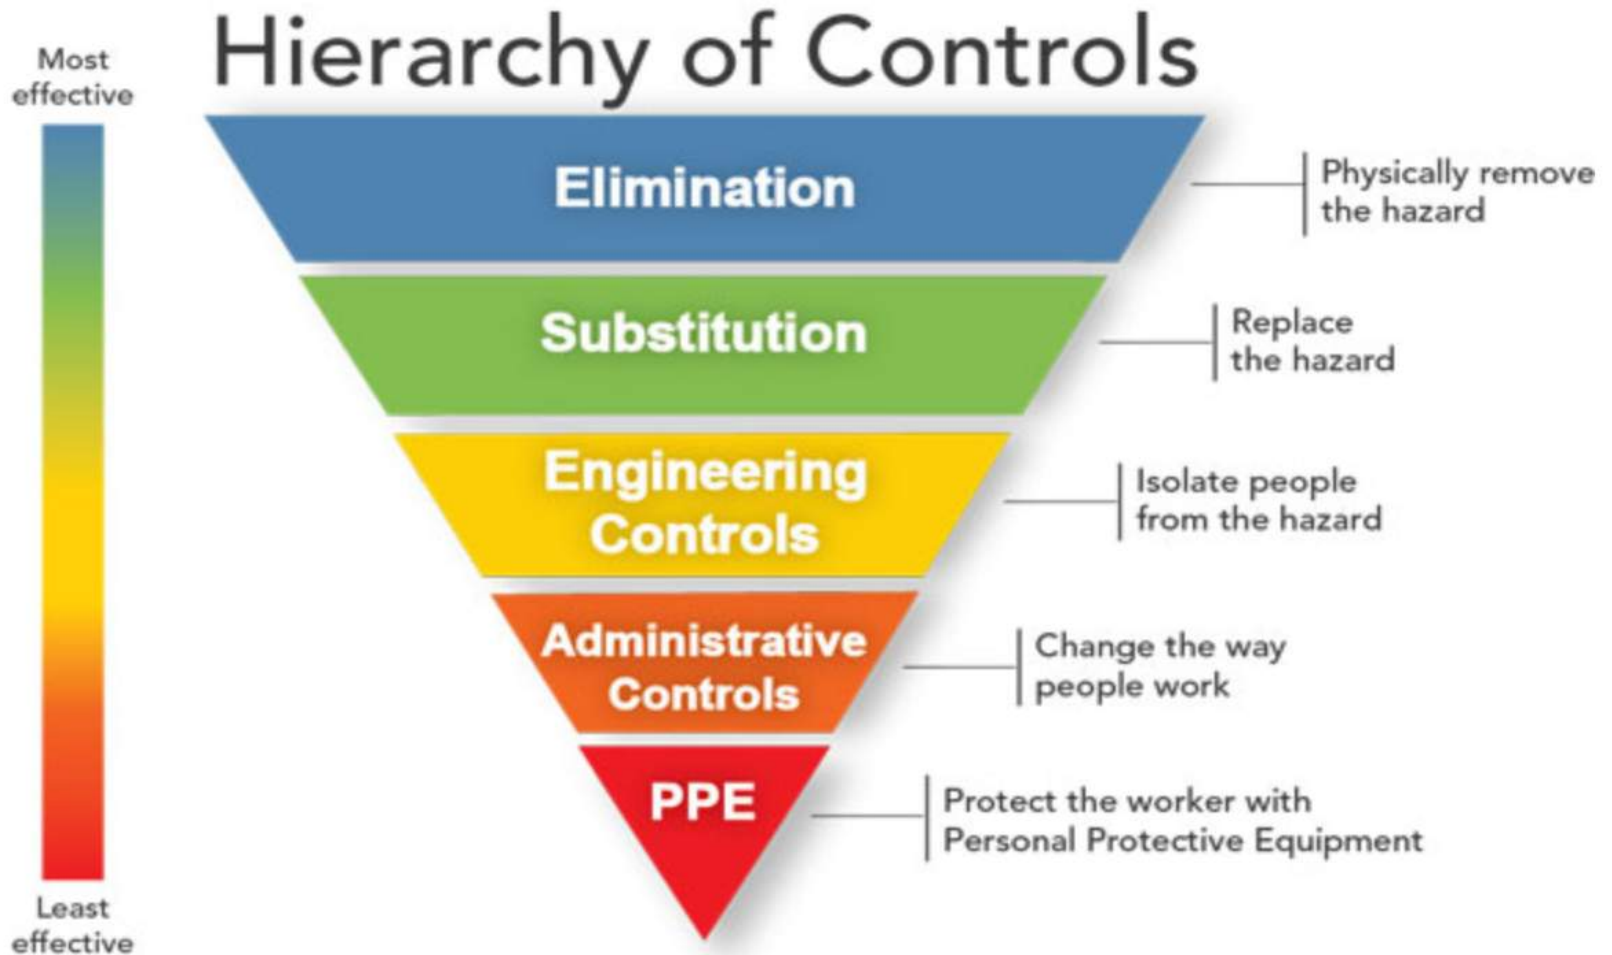 Hierarchy of Controls
Most
effective
Elimination
Physically remove
the hazard
Substitution
Replace
the hazard
Engineering
Controls
Isolate people
from the hazard
Administrative
Controls
Change the way
people work
PPE
Protect the worker with
Personal Protective Equipment
Least
effective